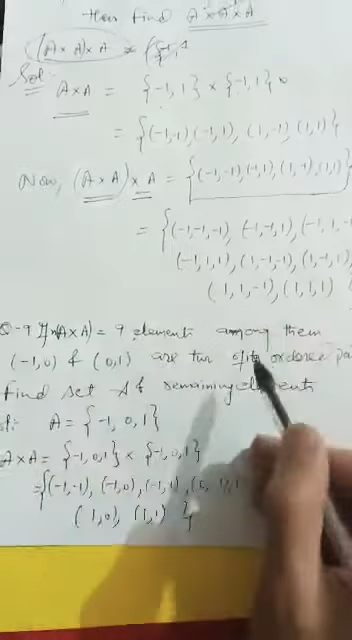 then find A×A×A
(A×A)×A = {(-1, 1
Sol:
A×A = {-1, 1} × {-1, 1}
= {(-1,-1)(-1,1), (1,-1)(1,1)}
Now, (A×A)×A = {(-1,-1),(-1,1),(1,-1),(1,1)}
= {(-1,-1,-1), (-1,-1,1), (-1,1,-
(-1,1,1), (1,-1,-1), (1,-1,1),
(1,1,-1),(1,1,1)
Q-9 If n(A×A) = 9 elements among them
(-1,0) & (0,1) are two ordered pa
Find set A & remaining elements
A = {-1, 0, 1}
A×A = {-1,0,1} × {-1,0,1}
={(-1,-1), (-1,0), (-1,1), (0,
(1,0), (1,1) }